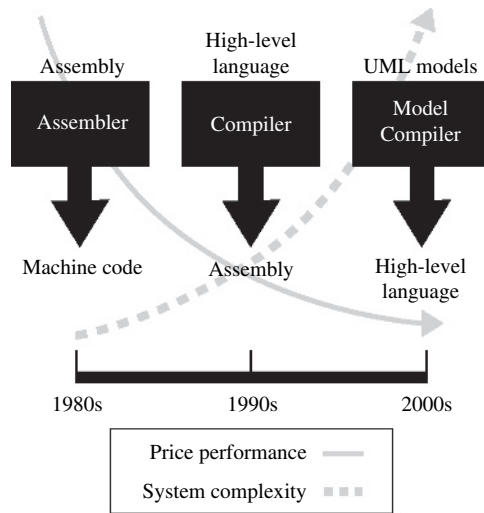 Assembly
Assembler
Machine code
High-level
language
Compiler
Assembly
UML models
Model
Compiler
High-level
language
1980s
1990s
2000s
Price performance
System complexity